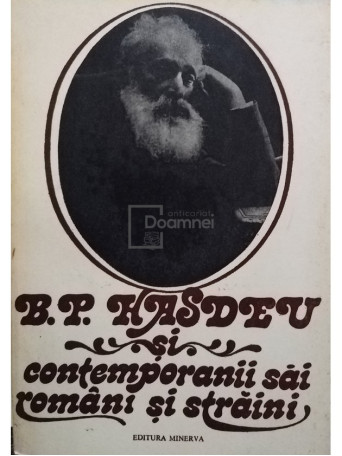 anticariat
Doamnei
B.P. HASDEU
și
contemporanii săi
români și străini
EDITURA MINERVA